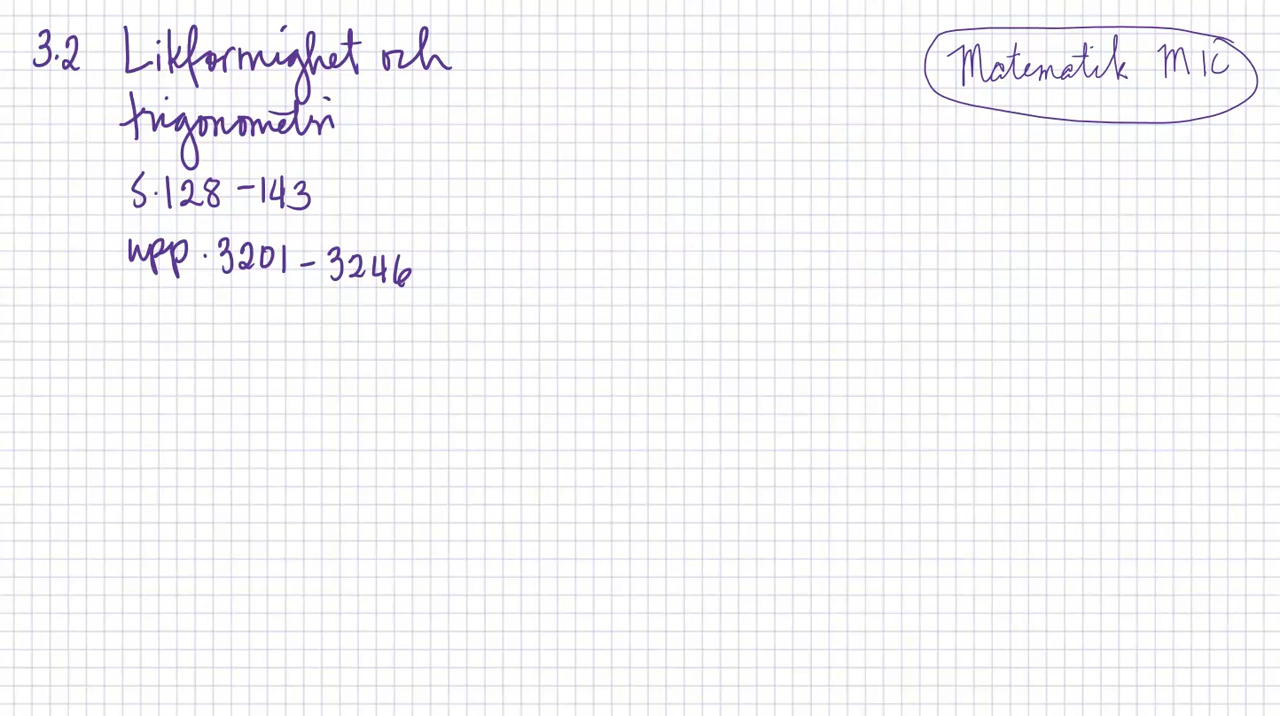 3.2 Likformighet och
trigonometri
S.128-143
upp. 3201-3246
Matematik M1C